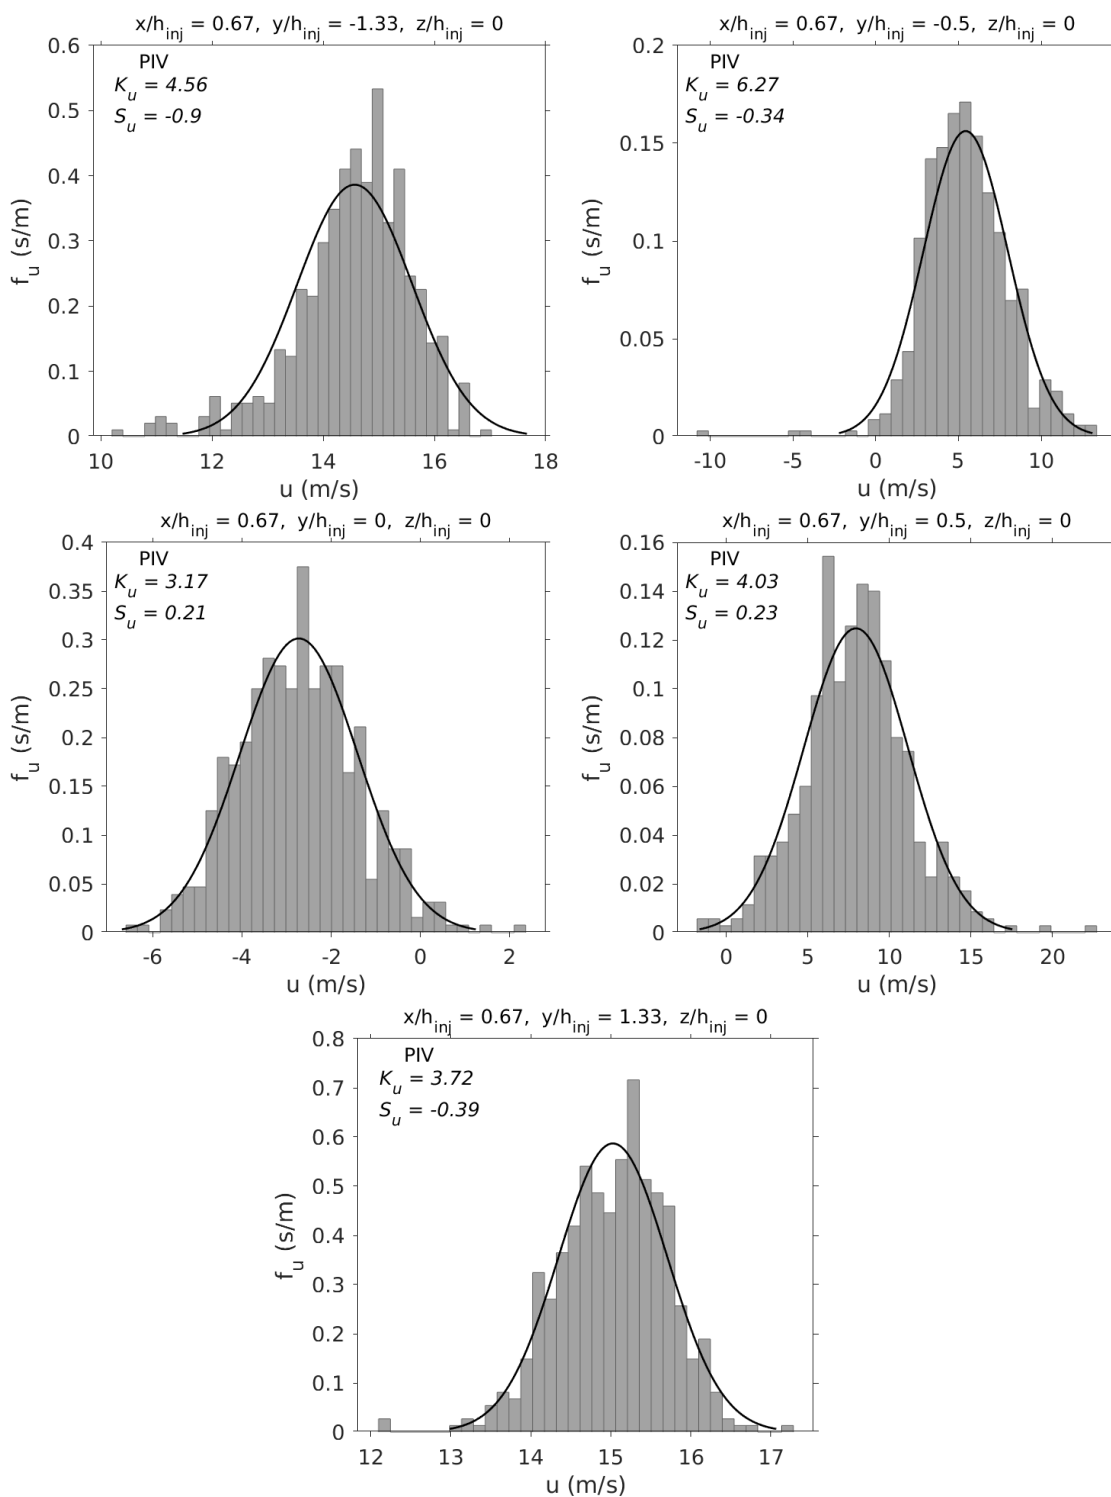 x/h_inj = 0.67, y/h_inj = -1.33, z/h_inj = 0
PIV
K_u = 4.56
S_u = -0.9
0.6
0.5
0.4
0.3
0.2
0.1
0
f_u (s/m)
10 12 14 16 18
u (m/s)
x/h_inj = 0.67, y/h_inj = -0.5, z/h_inj = 0
PIV
K_u = 6.27
S_u = -0.34
0.2
0.15
0.1
0.05
0
f_u (s/m)
-10 -5 0 5 10
u (m/s)
x/h_inj = 0.67, y/h_inj = 0, z/h_inj = 0
PIV
K_u = 3.17
S_u = 0.21
0.4
0.35
0.3
0.25
0.2
0.15
0.1
0.05
0
f_u (s/m)
-6 -4 -2 0 2
u (m/s)
x/h_inj = 0.67, y/h_inj = 0.5, z/h_inj = 0
PIV
K_u = 4.03
S_u = 0.23
0.16
0.14
0.12
0.1
0.08
0.06
0.04
0.02
0
f_u (s/m)
0 5 10 15 20
u (m/s)
x/h_inj = 0.67, y/h_inj = 1.33, z/h_inj = 0
PIV
K_u = 3.72
S_u = -0.39
0.8
0.7
0.6
0.5
0.4
0.3
0.2
0.1
0
f_u (s/m)
12 13 14 15 16 17
u (m/s)